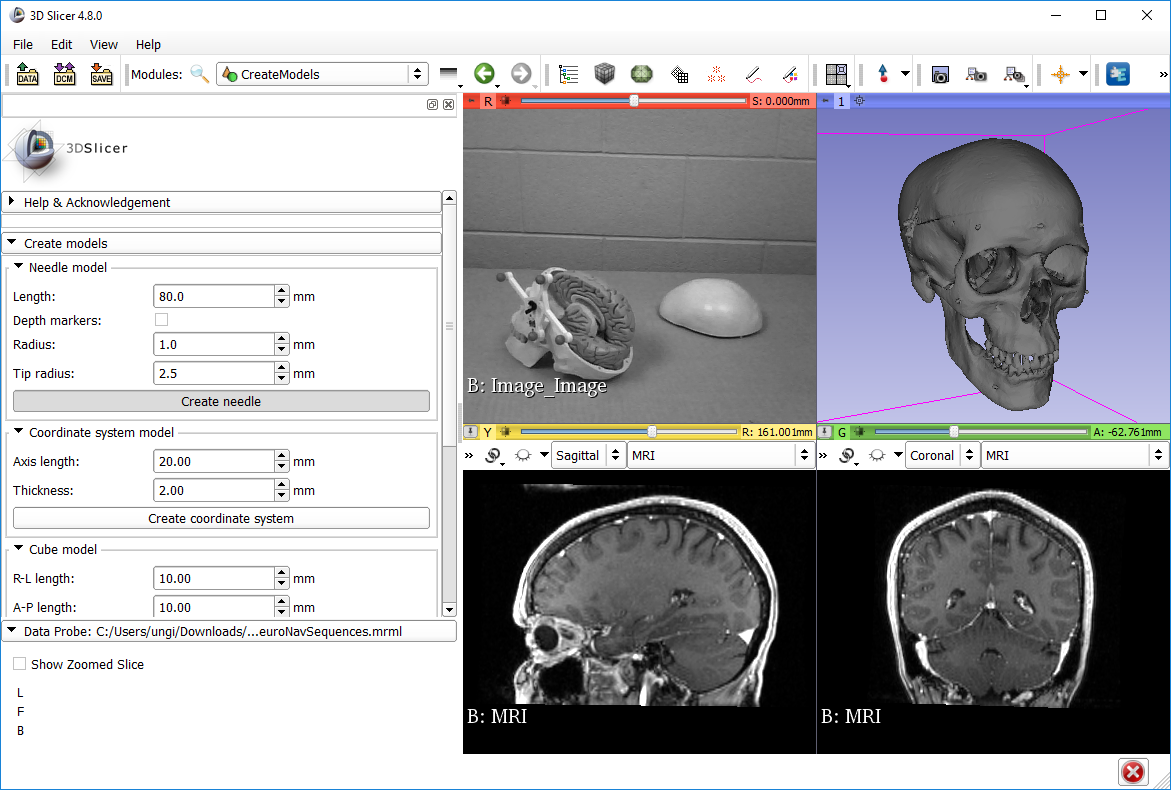 3D Slicer 4.8.0
File Edit View Help
DATA DCM SAVE Modules: CreateModels »
R S: 0.000mm 1
3DSlicer
Help & Acknowledgement
Create models
Needle model
Length: 80.0 mm
Depth markers:
Radius: 1.0 mm
Tip radius: 2.5 mm
Create needle
Coordinate system model
Axis length: 20.00 mm
Thickness: 2.00 mm
Create coordinate system
Cube model
R-L length: 10.00 mm
A-P length: 10.00 mm
Data Probe: C:/Users/ungi/Downloads/...euroNavSequences.mrml
Show Zoomed Slice
L
F
B
B: Image_Image
Y R: 161.001mm
» Sagittal MRI
B: MRI
G A: -62.761mm
» Coronal MRI
B: MRI